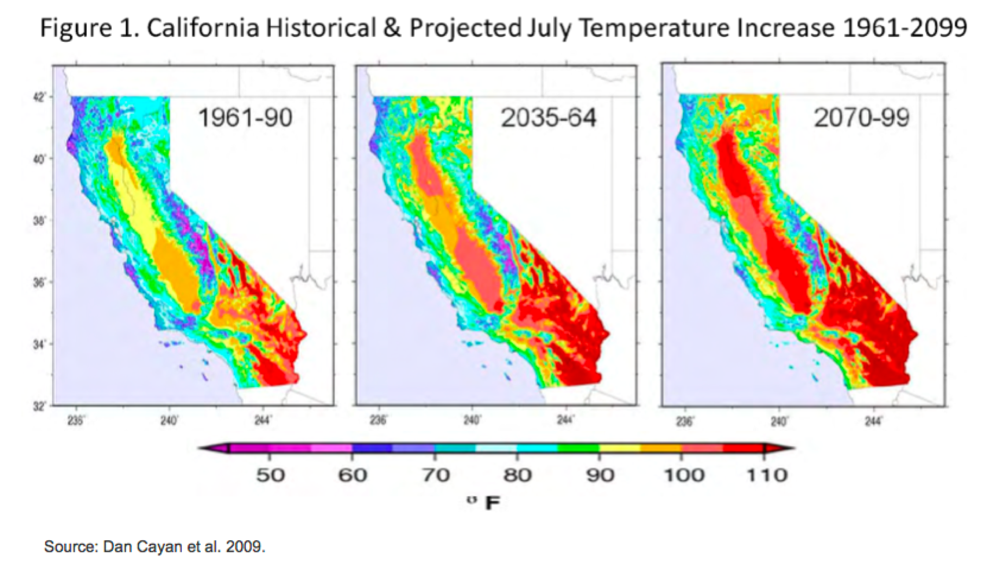 Figure 1. California Historical & Projected July Temperature Increase 1961-2099
1961-90
2035-64
2070-99
42°
40°
38°
36°
34°
32°
236° 240° 244°
236° 240° 244°
236° 240° 244°
50 60 70 80 90 100 110
° F
Source: Dan Cayan et al. 2009.